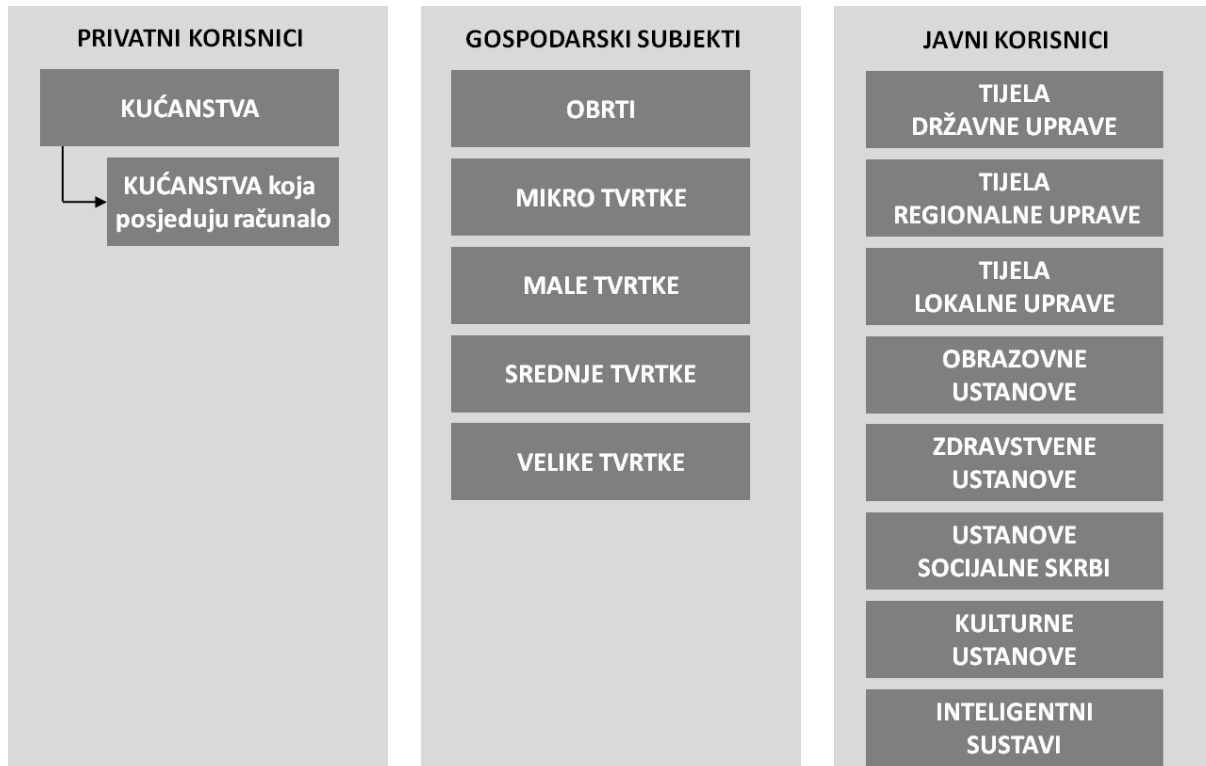 PRIVATNI KORISNICI
KUĆANSTVA
KUĆANSTVA koja
posjeduju računalo
GOSPODARSKI SUBJEKTI
OBRTI
MIKRO TVRTKE
MALE TVRTKE
SREDNJE TVRTKE
VELIKE TVRTKE
JAVNI KORISNICI
TIJELA
DRŽAVNE UPRAVE
TIJELA
REGIONALNE UPRAVE
TIJELA
LOKALNE UPRAVE
OBRAZOVNE
USTANOVE
ZDRAVSTVENE
USTANOVE
USTANOVE
SOCIJALNE SKRBI
KULTURNE
USTANOVE
INTELIGENTNI
SUSTAVI